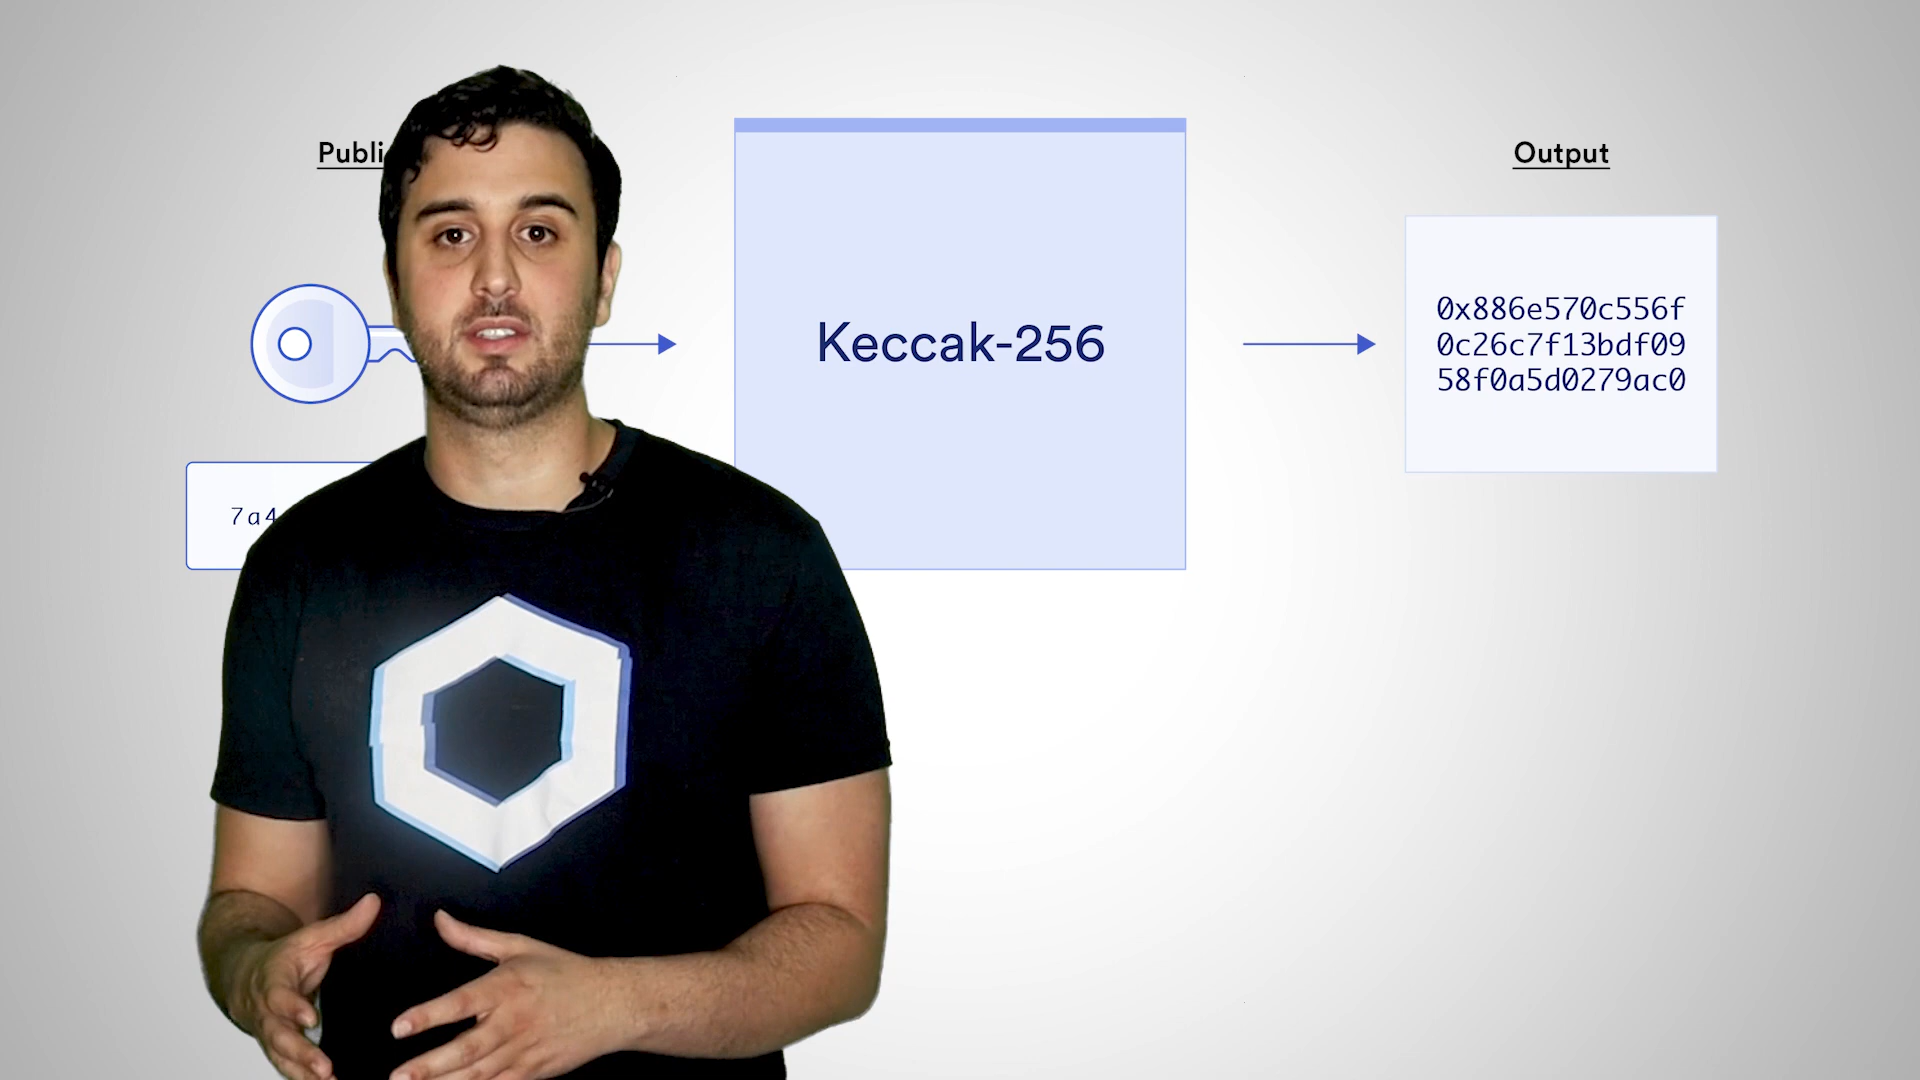 Publi
Output
Keccak-256
0x886e570c556f
0c26c7f13bdf09
58f0a5d0279ac0
7a4